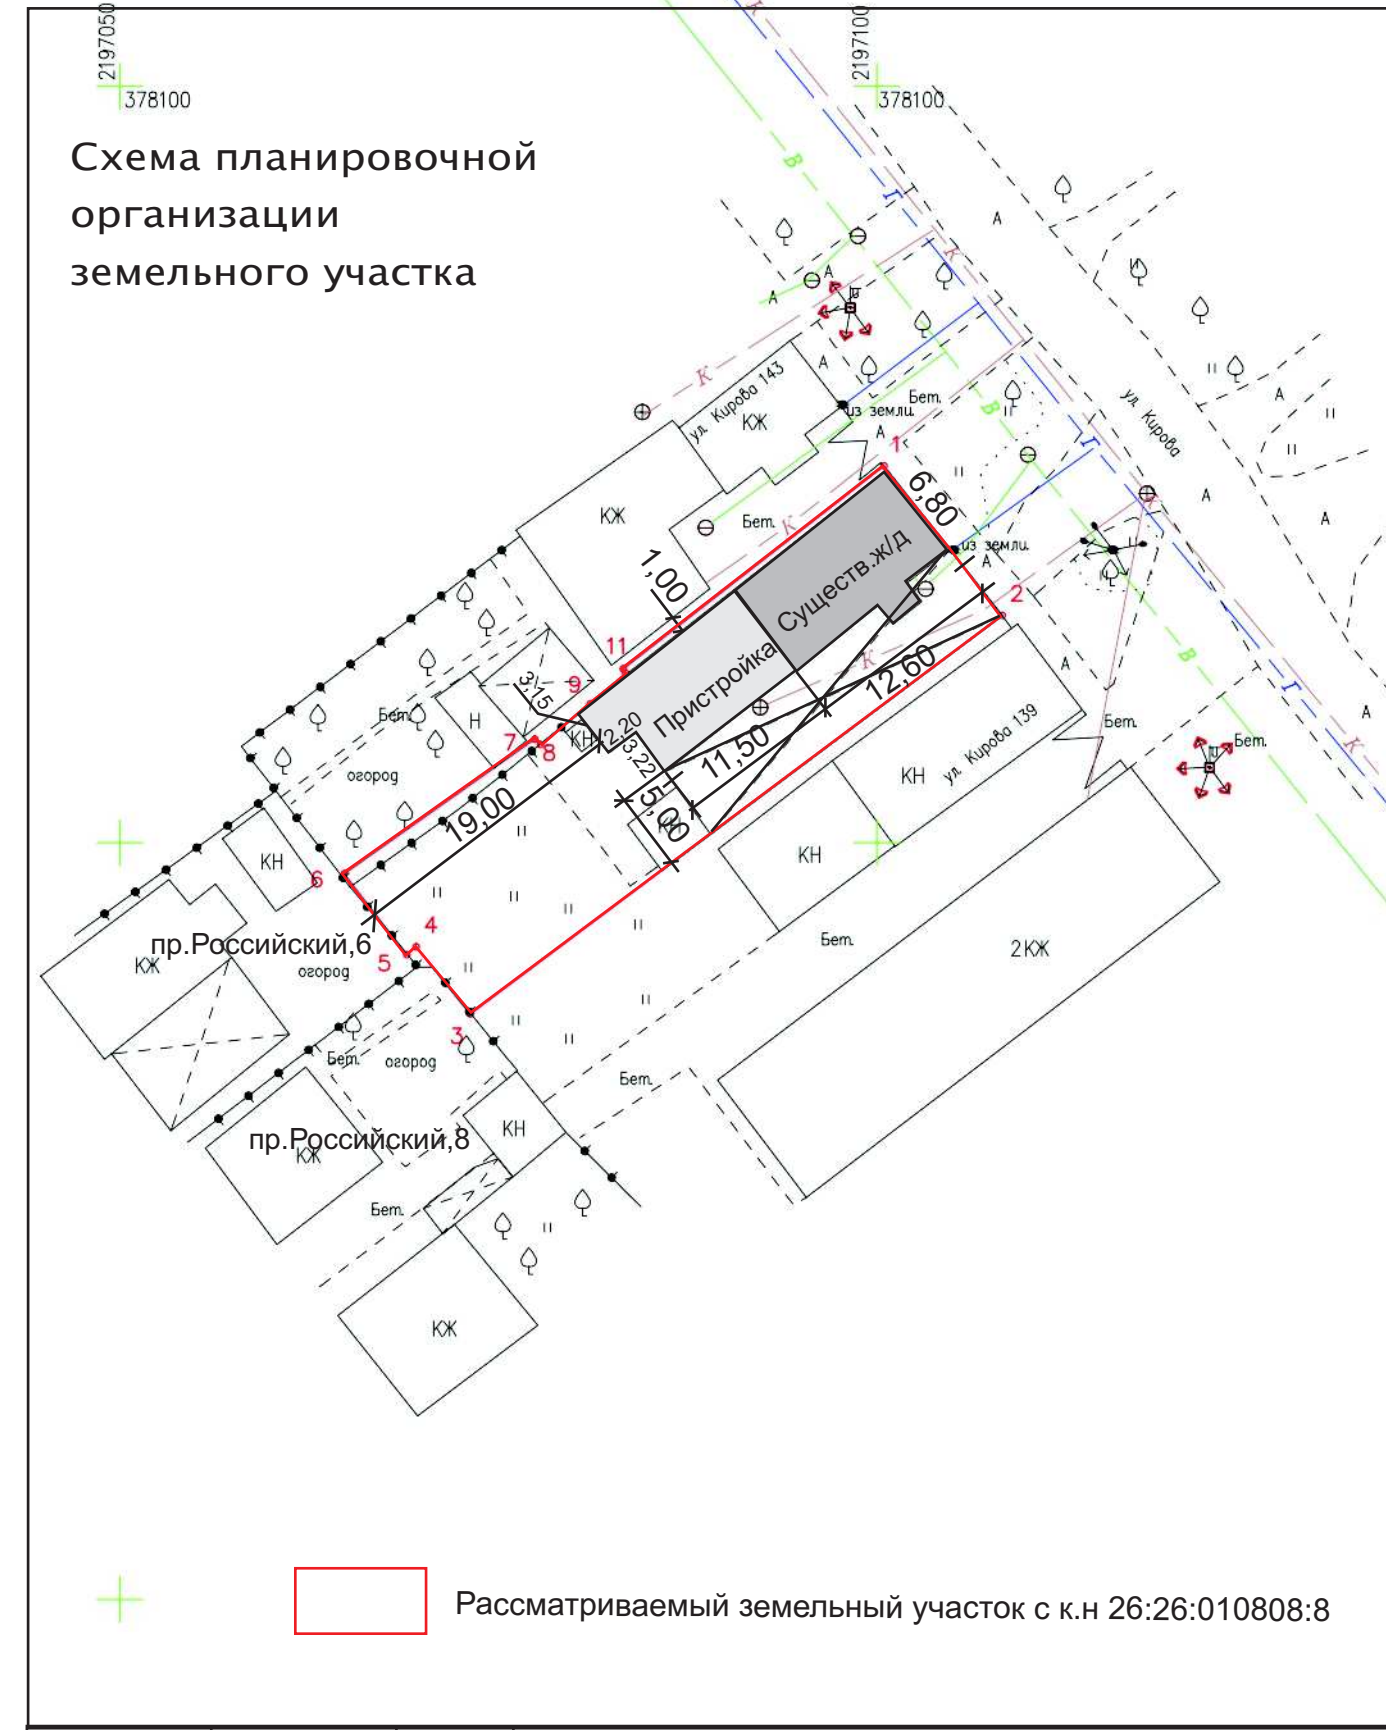 2197050
378100
2197100
378100
Схема планировочной
организации
земельного участка
В
Г
К
А
А
А
К
А
Бет.
ул. Кирова 143
КЖ
из земли.
А
В
Г
К
ул. Кирова
А
А
А
КЖ
Бет.
К
1
6,80
Существ.ж/д
из земли.
А
2
1,00
11
9
3,15
Пристройка
К
12,60
А
В
Г
К
А
Бет.
Н
7
8
КН
2,20
3,22
11,50
5,00
КН
огород
19,00
КН
ул. Кирова 139
Бет.
Бет.
КН
6
КН
4
5
пр.Российский,6
КЖ
огород
Бет.
2КЖ
3
Бет.
огород
Бет.
КН
пр.Российский,8
КЖ
Бет.
КЖ
Рассматриваемый земельный участок с к.н 26:26:010808:8